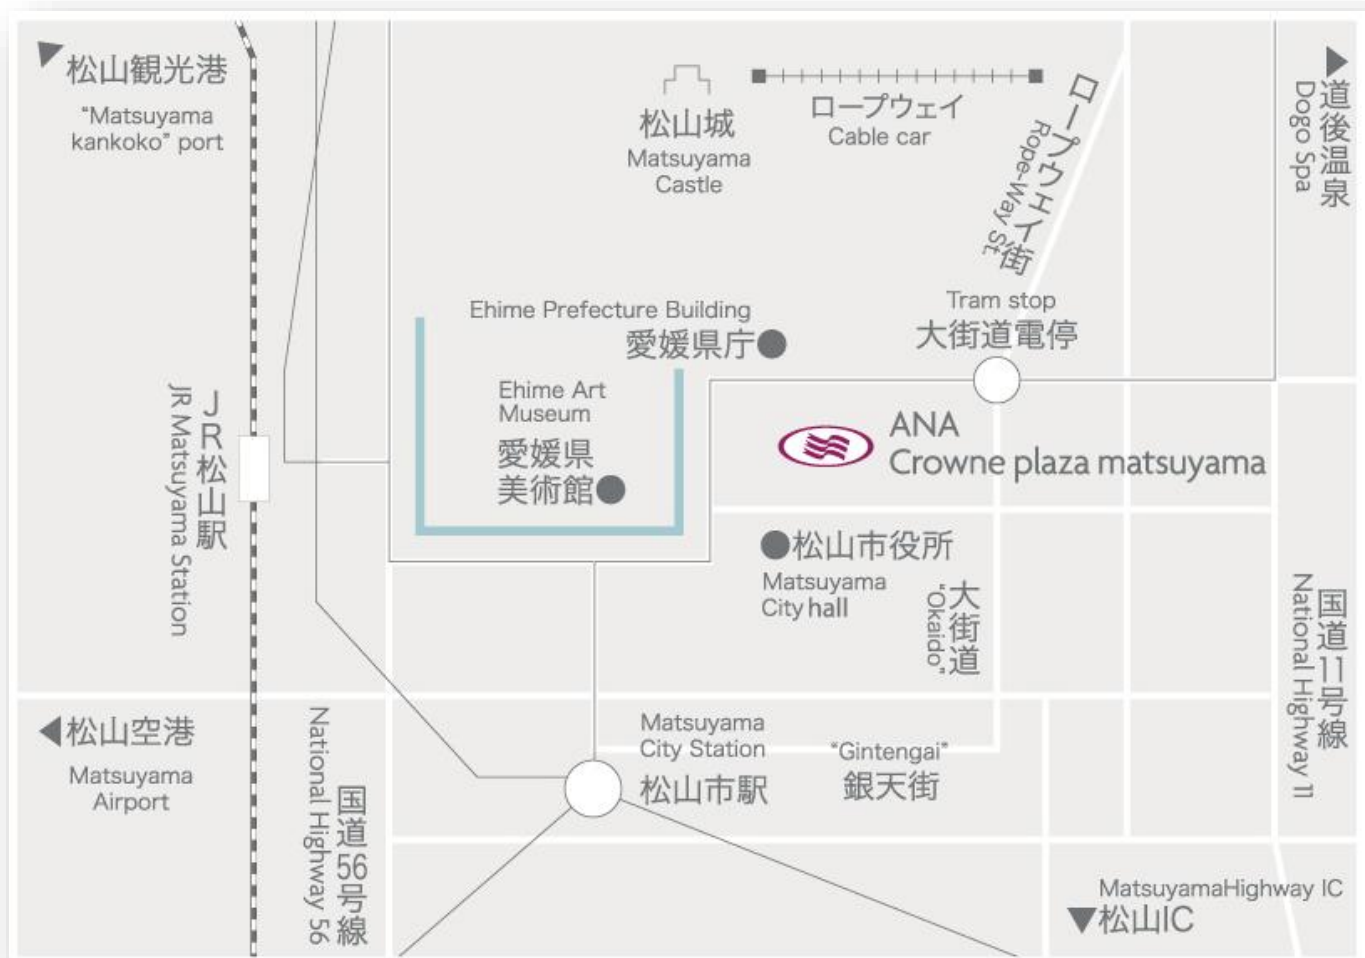 松山観光港
"Matsuyama
kankoko" port
松山城
Matsuyama
Castle
ロープウェイ
Cable car
ロープウェイ街
Rope-Way St.
道後温泉
Dogo Spa
Ehime Prefecture Building
愛媛県庁
Tram stop
大街道電停
Ehime Art
Museum
愛媛県
美術館
ANA
Crowne plaza matsuyama
JR松山駅
JR Matsuyama Station
松山市役所
Matsuyama
City hall
大街道
"Okaido"
国道11号線
National Highway 11
松山空港
Matsuyama
Airport
国道56号線
National Highway 56
Matsuyama
City Station
松山市駅
"Gintengai"
銀天街
MatsuyamaHighway IC
松山IC